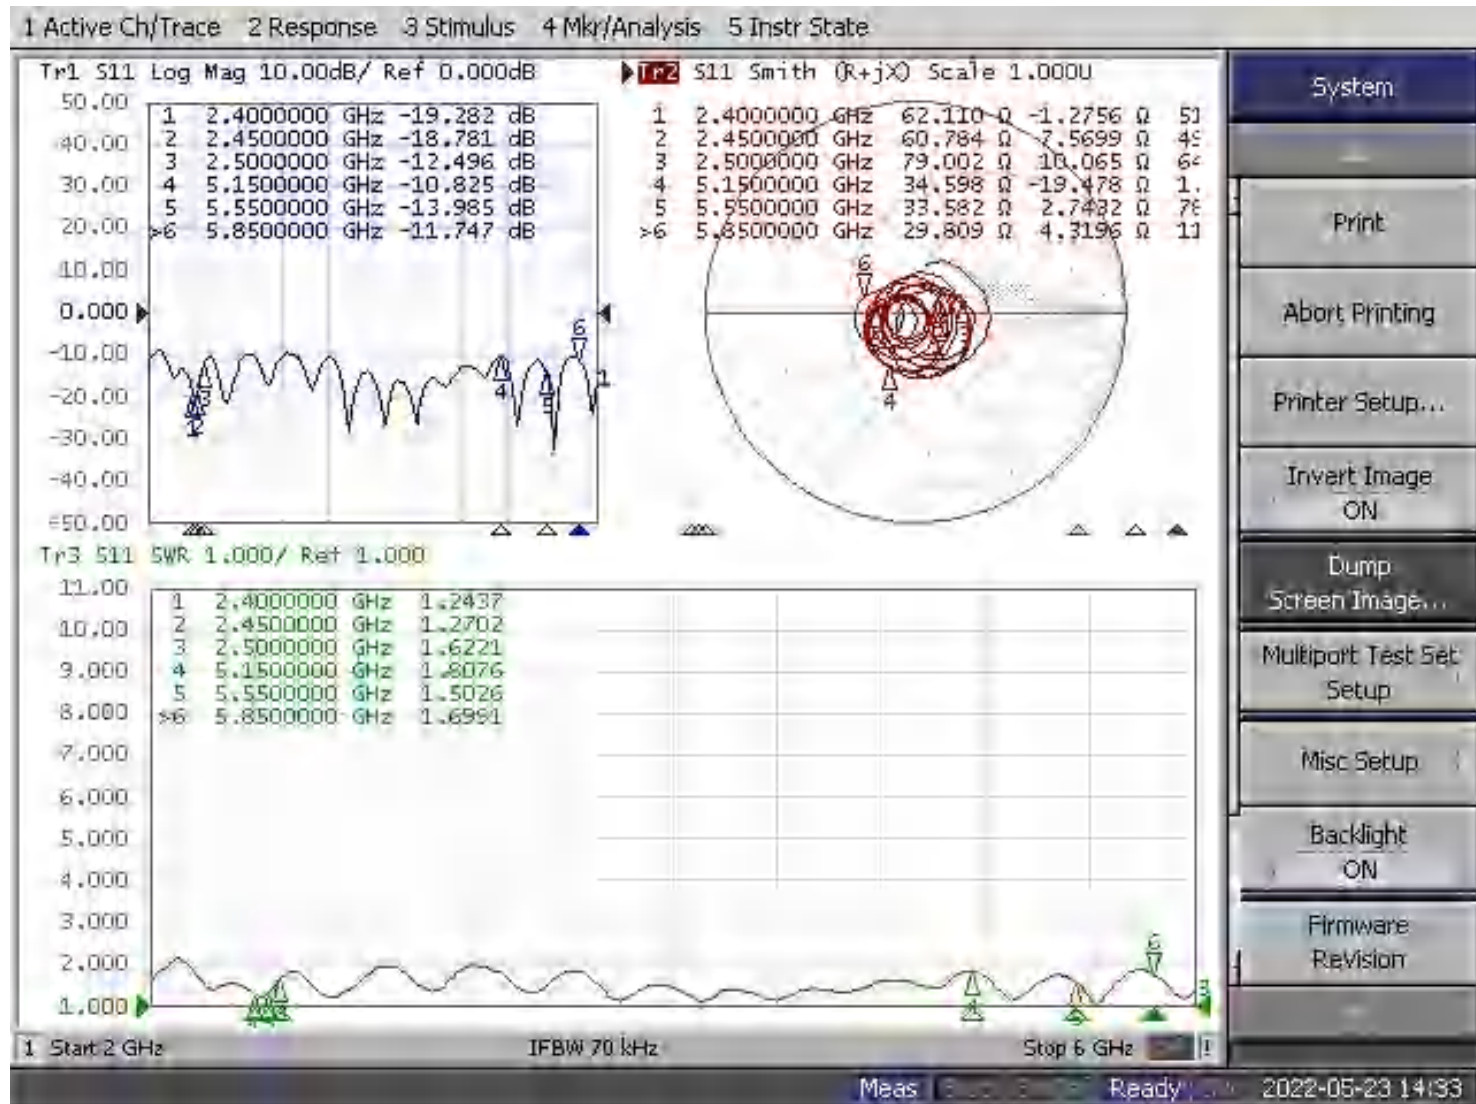 1 Active Ch/Trace 2 Response 3 Stimulus 4 Mkr/Analysis 5 Instr State
Tr1 S11 Log Mag 10.00dB/ Ref 0.000dB
50.00
40.00
30.00
20.00
10.00
0.000
-10.00
-20.00
-30.00
-40.00
-50.00
1 2.4000000 GHz -19.282 dB
2 2.4500000 GHz -18.781 dB
3 2.5000000 GHz -12.496 dB
4 5.1500000 GHz -10.825 dB
5 5.5500000 GHz -13.985 dB
>6 5.8500000 GHz -11.747 dB
6
4
5
1
Tr2 S11 Smith (R+jX) Scale 1.000U
1 2.4000000 GHz 62.110 Ω -1.2756 Ω 51
2 2.4500000 GHz 60.784 Ω -7.5699 Ω
3 2.5000000 GHz 79.002 Ω 10.065 Ω
4 5.1500000 GHz 34.598 Ω -19.478 Ω 1.
5 5.5500000 GHz 33.582 Ω 2.7432 Ω
>6 5.8500000 GHz 29.809 Ω 4.3196 Ω 11
6
4
Tr3 S11 SWR 1.000/ Ref 1.000
11.00
10.00
9.000
8.000
7.000
6.000
5.000
4.000
3.000
2.000
1.000
1 2.4000000 GHz 1.2437
2 2.4500000 GHz 1.2702
3 2.5000000 GHz 1.6221
4 5.1500000 GHz 1.8076
5 5.5500000 GHz 1.5026
>6 5.8500000 GHz 1.6991
6
4
5
3
1 Start 2 GHz IFBW 70 kHz Stop 6 GHz !
Meas Ready 2022-05-23 14:33
System
Print
Abort Printing
Printer Setup...
Invert Image
ON
Dump
Screen Image...
Multiport Test Set
Setup
Misc Setup
Backlight
ON
Firmware
Revision